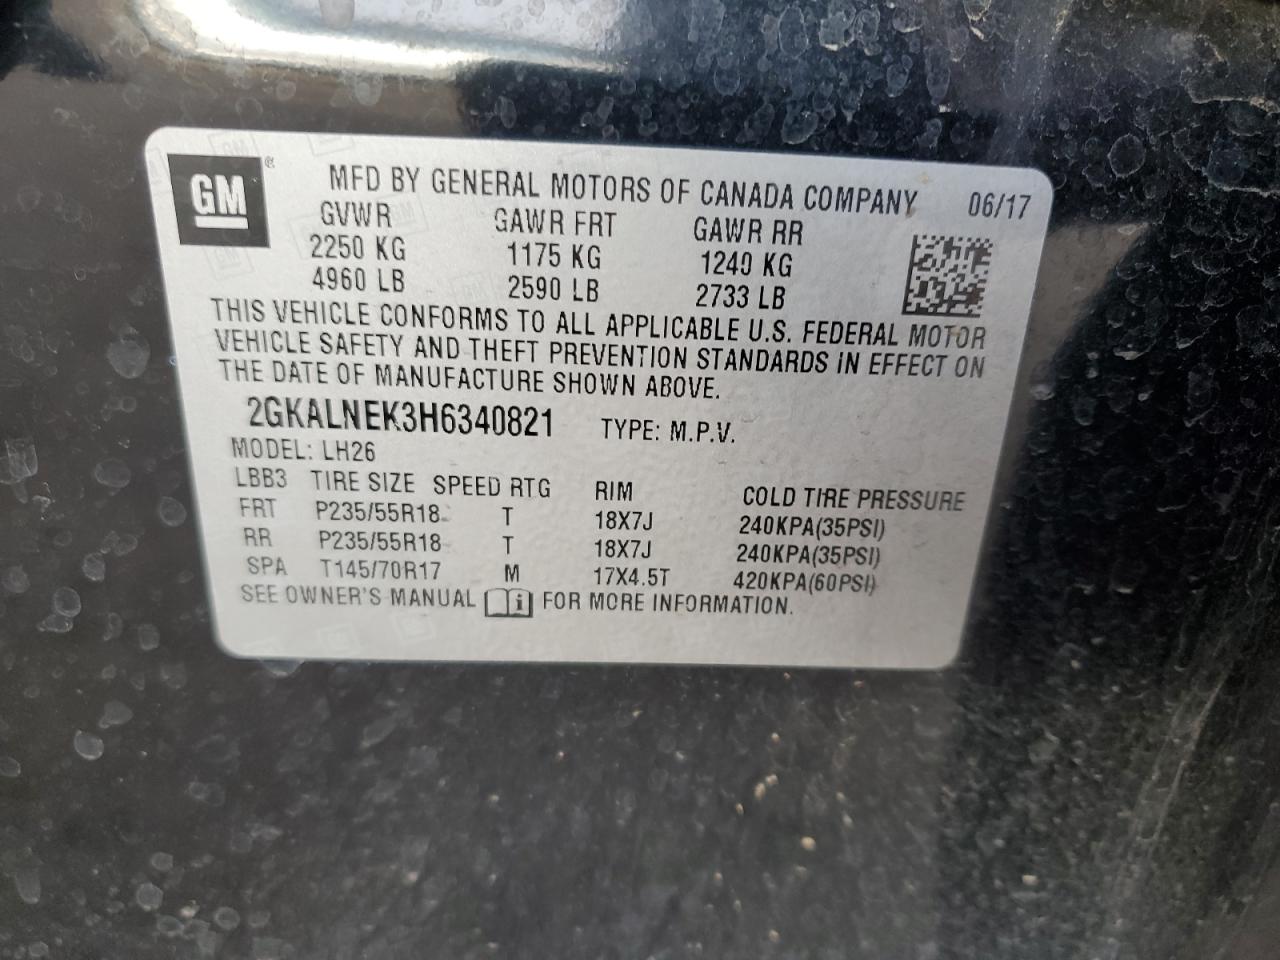 GM ® MFD BY GENERAL MOTORS OF CANADA COMPANY 06/17
GVWR GAWR FRT GAWR RR
2250 KG 1175 KG 1240 KG
4960 LB 2590 LB 2733 LB
THIS VEHICLE CONFORMS TO ALL APPLICABLE U.S. FEDERAL MOTOR
VEHICLE SAFETY AND THEFT PREVENTION STANDARDS IN EFFECT ON
THE DATE OF MANUFACTURE SHOWN ABOVE.
2GKALNEK3H6340821 TYPE: M.P.V.
MODEL: LH26
LBB3 TIRE SIZE SPEED RTG RIM COLD TIRE PRESSURE
FRT P235/55R18 T 18X7J 240KPA(35PSI)
RR P235/55R18 T 18X7J 240KPA(35PSI)
SPA T145/70R17 M 17X4.5T 420KPA(60PSI)
SEE OWNER'S MANUAL i FOR MORE INFORMATION.